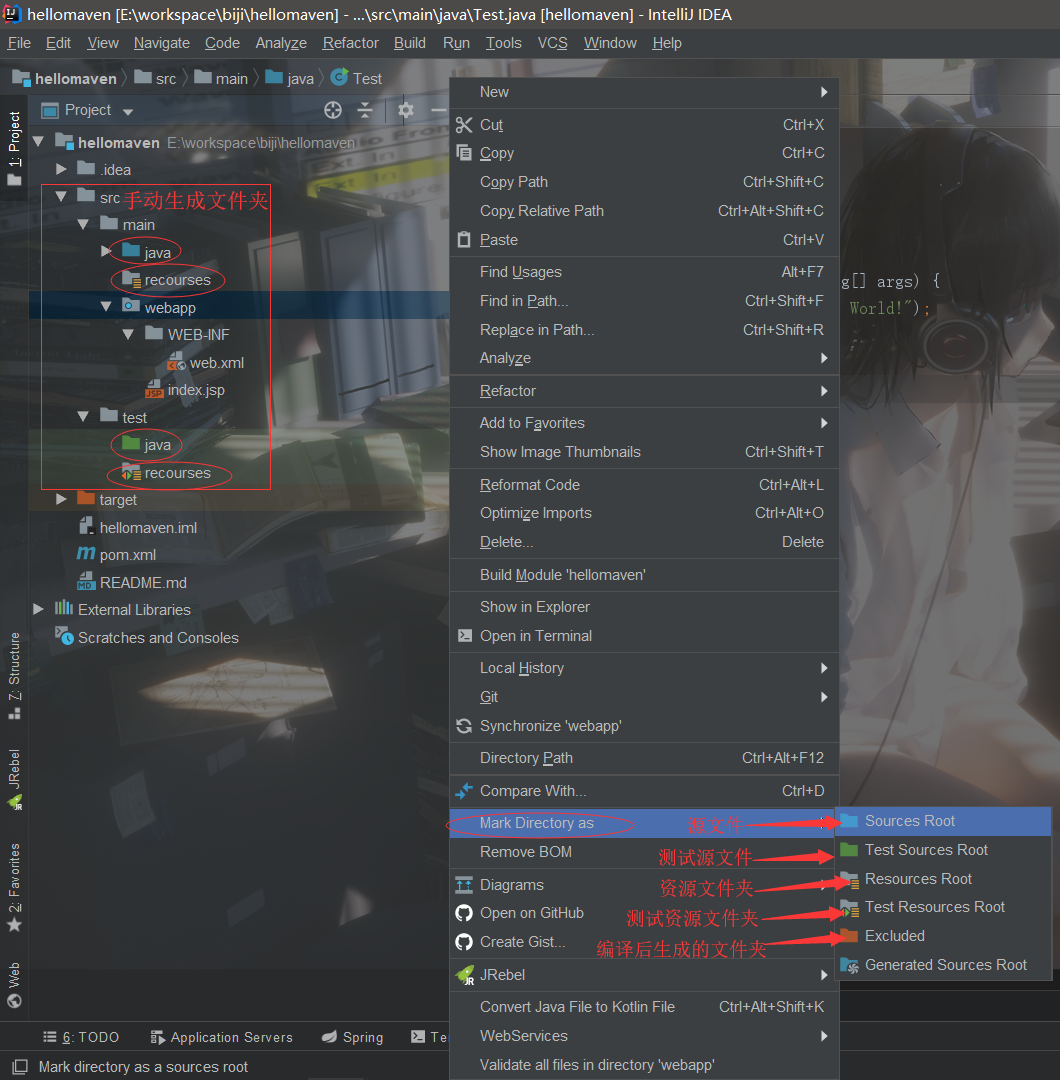 hellomaven [E:\workspace\biji\hellomaven] - ...\src\main\java\Test.java [hellomaven] - IntelliJ IDEA
File Edit View Navigate Code Analyze Refactor Build Run Tools VCS Window Help
hellomaven src main java Test
Project
1: Project
hellomaven E:\workspace\biji\hellomaven
.idea
src 手动生成文件夹
main
java
recourses
webapp
WEB-INF
web.xml
index.jsp
test
java
recourses
target
hellomaven.iml
pom.xml
README.md
External Libraries
Scratches and Consoles
7: Structure
JRebel
2: Favorites
Web
g[] args) {
World!");
;
New
Cut Ctrl+X
Copy Ctrl+C
Copy Path Ctrl+Shift+C
Copy Relative Path Ctrl+Alt+Shift+C
Paste Ctrl+V
Find Usages Alt+F7
Find in Path... Ctrl+Shift+F
Replace in Path... Ctrl+Shift+R
Analyze
Refactor
Add to Favorites
Show Image Thumbnails Ctrl+Shift+T
Reformat Code Ctrl+Alt+L
Optimize Imports Ctrl+Alt+O
Delete... Delete
Build Module 'hellomaven'
Show in Explorer
Open in Terminal
Local History
Git
Synchronize 'webapp'
Directory Path Ctrl+Alt+F12
Compare With... Ctrl+D
Mark Directory as 源文件 Sources Root
Remove BOM 测试源文件 Test Sources Root
Diagrams 资源文件夹 Resources Root
Open on GitHub 测试资源文件夹 Test Resources Root
Create Gist... 编译后生成的文件夹 Excluded
JRebel Generated Sources Root
Convert Java File to Kotlin File Ctrl+Alt+Shift+K
WebServices
Validate all files in directory 'webapp'
6: TODO Application Servers Spring Te
Mark directory as a sources root